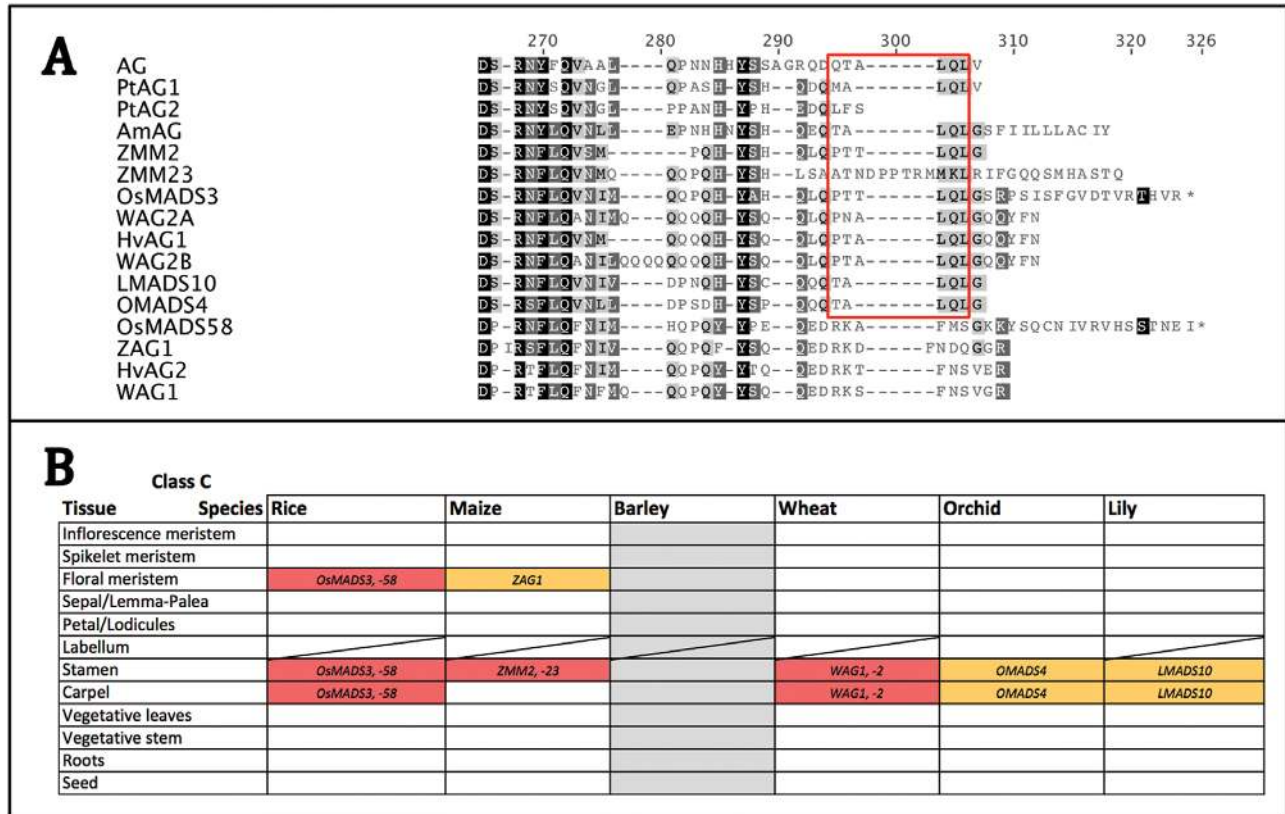 A
270 280 290 300 310 320 326
AG DS-RNYFQVAAL----QPNNHHYSSAGRQDQTA------LQLV
PtAG1 DS-RNYSQVNGL----QPASH-YSH--QDQMA------LQLV
PtAG2 DS-RNYSQVNGL----PPANH-YPH--EDQLFS
AmAG DS-RNYLQVNLL----EPNHHNYSH--QEQTA------LQLGSFIILLLACIY
ZMM2 DS-RNFLQVSM------PQH-YSH--QLQPTT------LQLG
ZMM23 DS-RNFLQVNMQ----QQPQH-YSH--LSAATNDPPTRMMKLRIFGQQSMHASTQ
OsMADS3 DS-RNFLQVNIM----QQPQH-YAH--QLQPTT------LQLGSRPSISFGVDTVRTHVR*
WAG2A DS-RNFLQANIMQ--QQQQH-YSQ--QLQPNA------LQLGQQYFN
HvAG1 DS-RNFLQVNM-----QQQQH-YSQ--QLQPTA------LQLGQQYFN
WAG2B DS-RNFLQANILQQQQQQQQH-YSQ--QLQPTA------LQLGQQYFN
LMADS10 DS-RNFLQVNIV----DPNQH-YSC--QQQTA------LQLG
OMADS4 DS-RSFLQVNLL----DPSDH-YSP--QQQTA------LQLG
OsMADS58 DP-RNFLQFNIM----HQPQY-YPE--QEDRKA------FMSGKKYSQCNIVRVHSSTNEI*
ZAG1 DPIRSFLQFNIV----QQPQF-YSQ--QEDRKD------FNDQGGR
HvAG2 DP-RTFLQFNIM----QQPQY-YTQ--QEDRKT------FNSVER
WAG1 DP-RTFLQFNFMQ---QQPQY-YSQ--QEDRKS------FNSVGR
B
Class C
Tissue Species Rice Maize Barley Wheat Orchid Lily
Inflorescence meristem
Spikelet meristem
Floral meristem OsMADS3, -58 ZAG1
Sepal/Lemma-Palea
Petal/Lodicules
Labellum
Stamen OsMADS3, -58 ZMM2, -23 WAG1, -2 OMADS4 LMADS10
Carpel OsMADS3, -58 WAG1, -2 OMADS4 LMADS10
Vegetative leaves
Vegetative stem
Roots
Seed